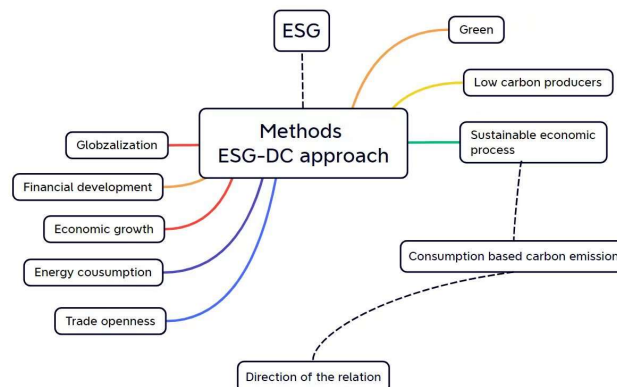 ESG
Green
Low carbon producers
Methods
ESG-DC approach
Sustainable economic
process
Globzalization
Financial development
Economic growth
Energy cousumption
Trade openness
Consumption based carbon emission
Direction of the relation